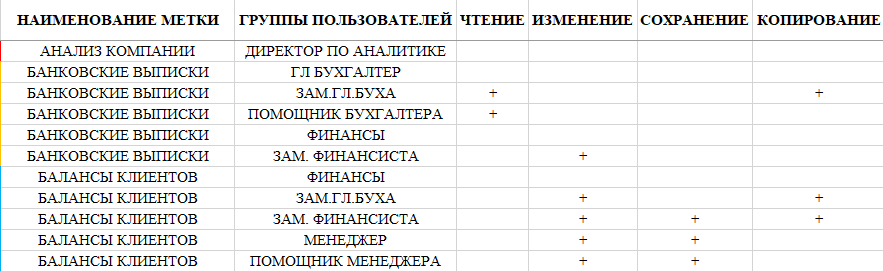 НАИМЕНОВАНИЕ МЕТКИ ГРУППЫ ПОЛЬЗОВАТЕЛЕЙ ЧТЕНИЕ ИЗМЕНЕНИЕ СОХРАНЕНИЕ КОПИРОВАНИЕ
АНАЛИЗ КОМПАНИИ ДИРЕКТОР ПО АНАЛИТИКЕ
БАНКОВСКИЕ ВЫПИСКИ ГЛ БУХГАЛТЕР
БАНКОВСКИЕ ВЫПИСКИ ЗАМ.ГЛ.БУХА + +
БАНКОВСКИЕ ВЫПИСКИ ПОМОЩНИК БУХГАЛТЕРА +
БАНКОВСКИЕ ВЫПИСКИ ФИНАНСЫ
БАНКОВСКИЕ ВЫПИСКИ ЗАМ. ФИНАНСИСТА +
БАЛАНСЫ КЛИЕНТОВ ФИНАНСЫ
БАЛАНСЫ КЛИЕНТОВ ЗАМ.ГЛ.БУХА + +
БАЛАНСЫ КЛИЕНТОВ ЗАМ. ФИНАНСИСТА + + +
БАЛАНСЫ КЛИЕНТОВ МЕНЕДЖЕР + +
БАЛАНСЫ КЛИЕНТОВ ПОМОЩНИК МЕНЕДЖЕРА + +